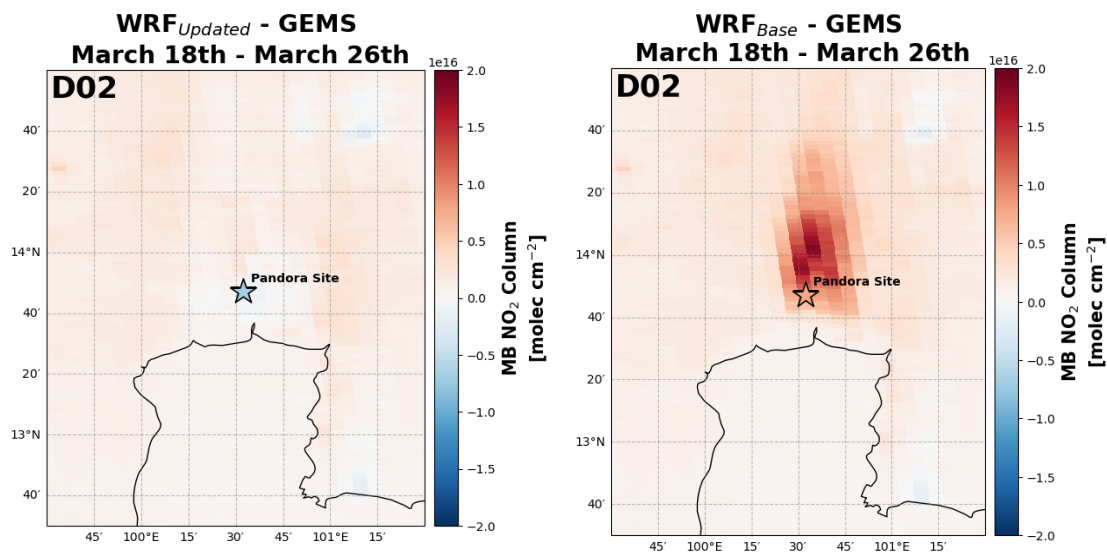 WRF_Updated - GEMS
March 18th - March 26th
D02
Pandora Site
40′
20′
14°N
40′
20′
13°N
40′
45′
100°E
15′
30′
45′
101°E
15′
1e16
2.0
1.5
1.0
0.5
0.0
−0.5
−1.0
−1.5
−2.0
MB NO₂ Column
[molec cm⁻²]
WRF_Base - GEMS
March 18th - March 26th
D02
Pandora Site
40′
20′
14°N
40′
20′
13°N
40′
45′
100°E
15′
30′
45′
101°E
15′
1e16
2.0
1.5
1.0
0.5
0.0
−0.5
−1.0
−1.5
−2.0
MB NO₂ Column
[molec cm⁻²]